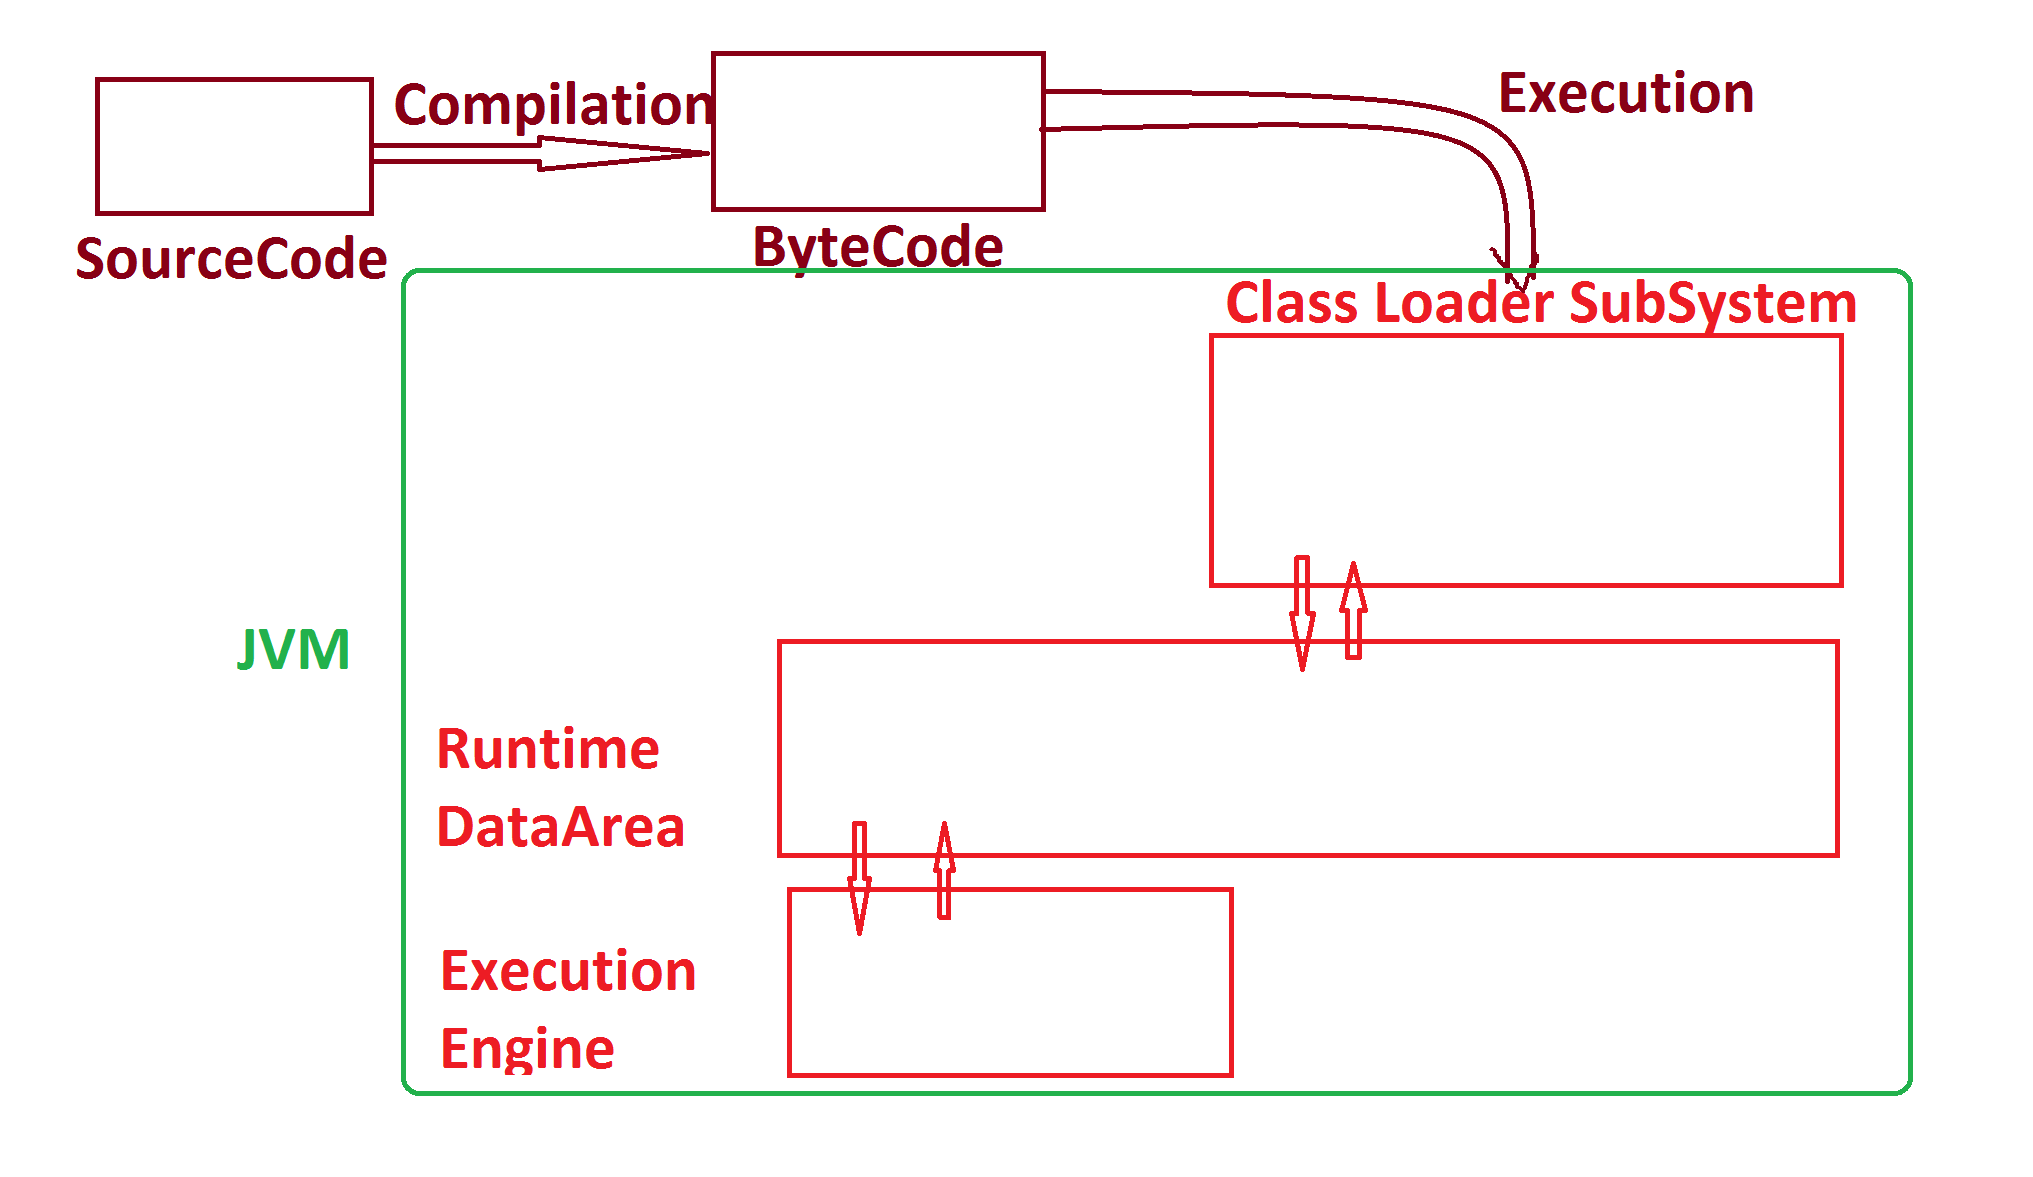 Compilation
Execution
SourceCode
ByteCode
Class Loader SubSystem
JVM
Runtime
DataArea
Execution
Engine